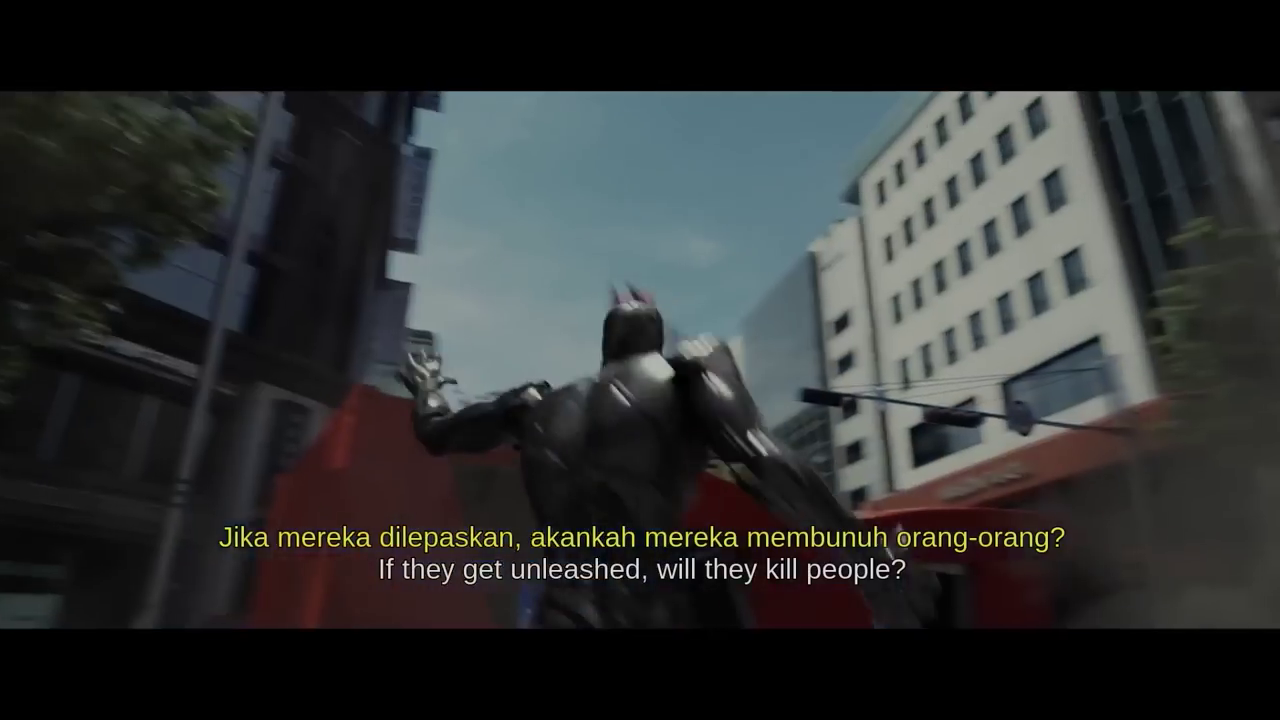 Jika mereka dilepaskan, akankah mereka membunuh orang-orang?
If they get unleashed, will they kill people?